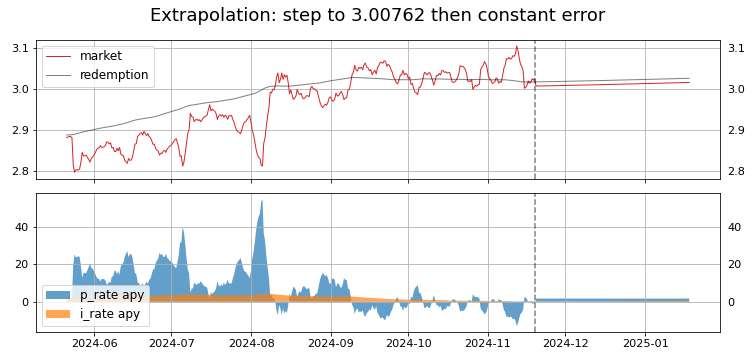 Extrapolation: step to 3.00762 then constant error
3.1
3.0
2.9
2.8
market
redemption
3.1
3.0
2.9
2.8
40
20
0
p_rate apy
i_rate apy
40
20
0
2024-06 2024-07 2024-08 2024-09 2024-10 2024-11 2024-12 2025-01